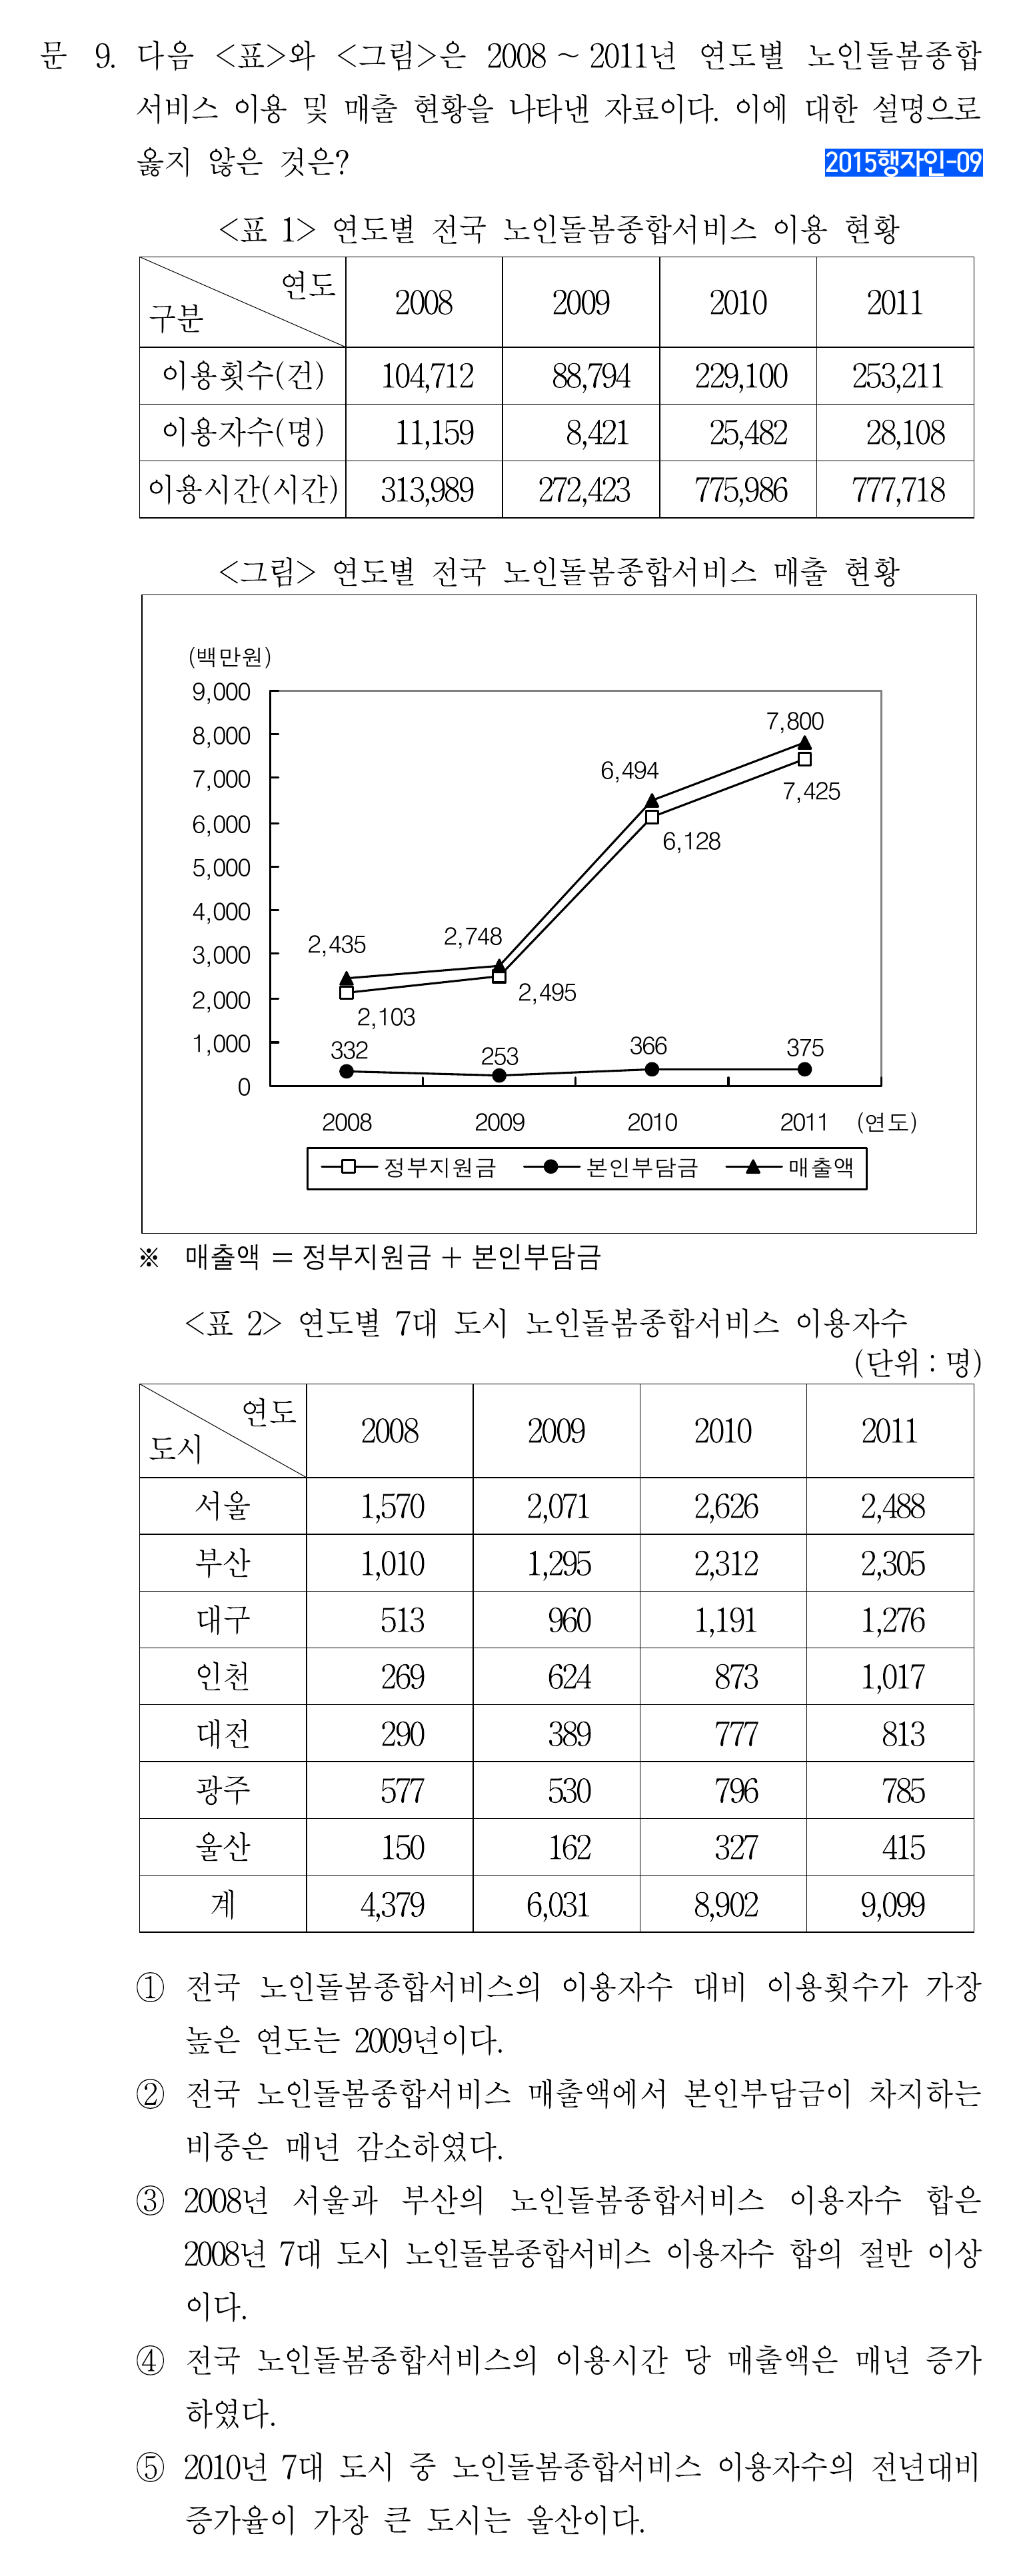 문 9. 다음 <표>와 <그림>은 2008 ~ 2011년 연도별 노인돌봄종합
서비스 이용 및 매출 현황을 나타낸 자료이다. 이에 대한 설명으로
옳지 않은 것은?
2015행자인-09
<표 1> 연도별 전국 노인돌봄종합서비스 이용 현황
연도
구분
2008 2009 2010 2011
이용횟수(건) 104,712 88,794 229,100 253,211
이용자수(명) 11,159 8,421 25,482 28,108
이용시간(시간) 313,989 272,423 775,986 777,718
<그림> 연도별 전국 노인돌봄종합서비스 매출 현황
(백만원)
9,000
8,000
7,000
6,000
5,000
4,000
3,000
2,000
1,000
0
2,435 2,748 6,494 7,800
2,103 2,495 6,128 7,425
332 253 366 375
2008 2009 2010 2011 (연도)
정부지원금 본인부담금 매출액
※ 매출액 = 정부지원금 + 본인부담금
<표 2> 연도별 7대 도시 노인돌봄종합서비스 이용자수
(단위 : 명)
연도
도시
2008 2009 2010 2011
서울 1,570 2,071 2,626 2,488
부산 1,010 1,295 2,312 2,305
대구 513 960 1,191 1,276
인천 269 624 873 1,017
대전 290 389 777 813
광주 577 530 796 785
울산 150 162 327 415
계 4,379 6,031 8,902 9,099
① 전국 노인돌봄종합서비스의 이용자수 대비 이용횟수가 가장
높은 연도는 2009년이다.
② 전국 노인돌봄종합서비스 매출액에서 본인부담금이 차지하는
비중은 매년 감소하였다.
③ 2008년 서울과 부산의 노인돌봄종합서비스 이용자수 합은
2008년 7대 도시 노인돌봄종합서비스 이용자수 합의 절반 이상
이다.
④ 전국 노인돌봄종합서비스의 이용시간 당 매출액은 매년 증가
하였다.
⑤ 2010년 7대 도시 중 노인돌봄종합서비스 이용자수의 전년대비
증가율이 가장 큰 도시는 울산이다.